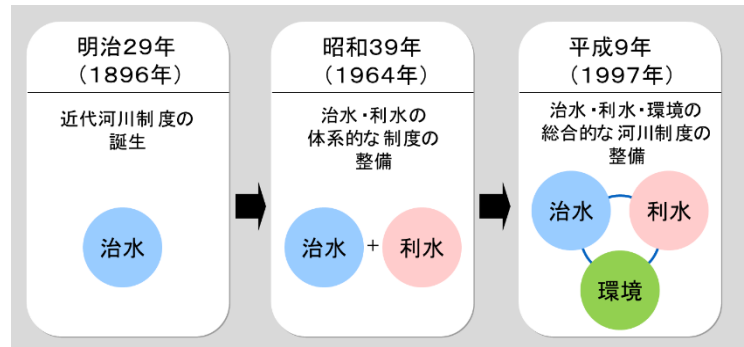 明治29年
（1896年）
近代河川制度の
誕生
治水
昭和39年
（1964年）
治水・利水の
体系的な制度の
整備
治水 + 利水
平成9年
（1997年）
治水・利水・環境の
総合的な河川制度の
整備
治水 利水
環境